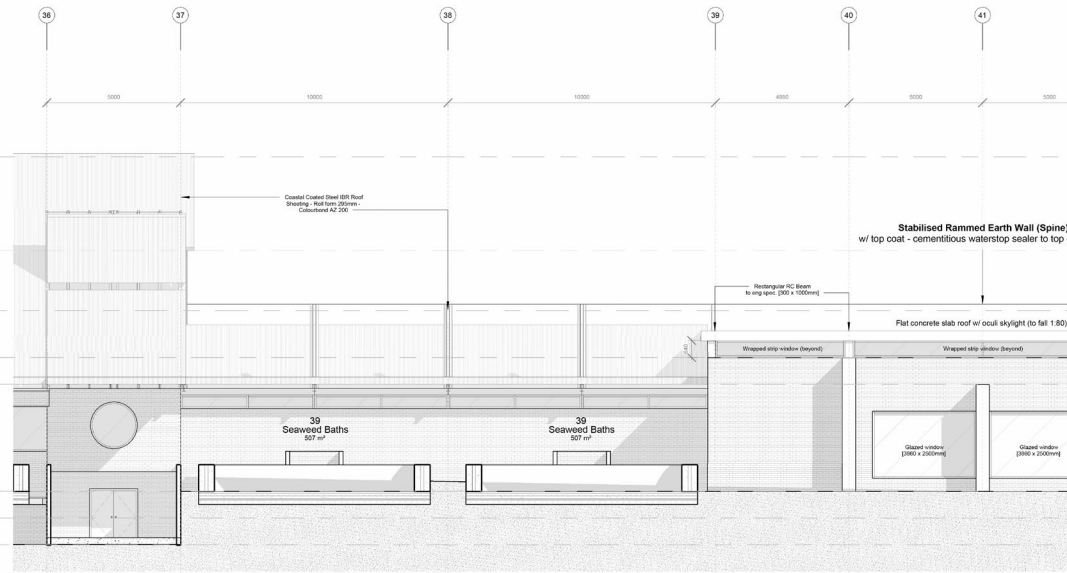 36
37
38
39
40
41
5000
10000
10000
4950
5000
5000
Coastal Coated Steel IBR Roof
Sheeting - Roll form 295mm -
Colourbond AZ 200
Stabilised Rammed Earth Wall (Spine)
w/ top coat - cementitious waterstop sealer to top
Rectangular RC Beam
to eng spec. [300 x 1000mm]
Flat concrete slab roof w/ oculi skylight (to fall 1:80)
640
Wrapped strip window (beyond)
Wrapped strip window (beyond)
39
Seaweed Baths
507 m²
39
Seaweed Baths
507 m²
Glazed window
[3860 x 2500mm]
Glazed window
[3860 x 2500mm]